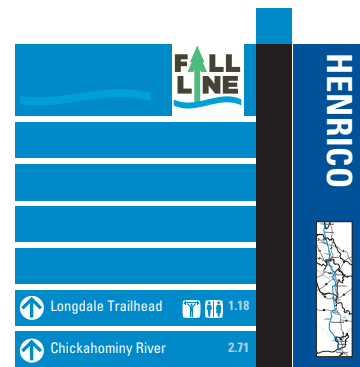 FALL
LINE
HENRICO
Longdale Trailhead 1.18
Chickahominy River 2.71